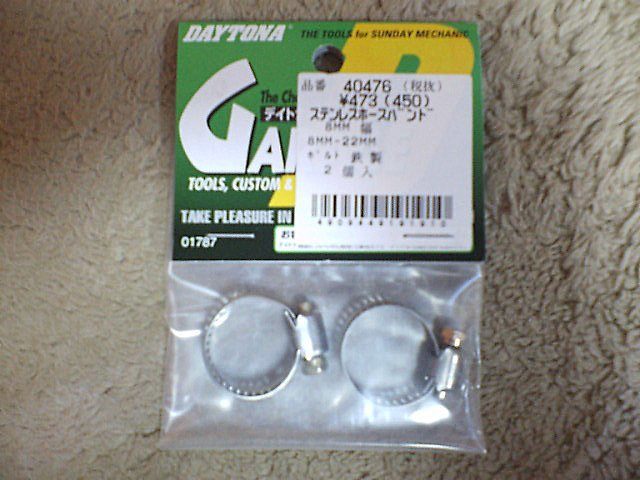 DAYTONA THE TOOLS for SUNDAY MECHANIC
品番 40476 (税抜)
¥473 (450)
ステンレスホースバンド
8MM 幅
8MM-22MM
ボルト 鉄製
2 個入
The Ch
デイト
GA
TOOLS, CUSTOM &
TAKE PLEASURE IN
01787